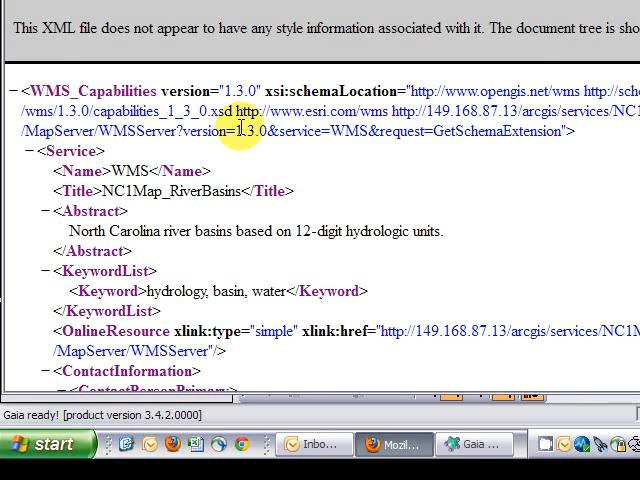 This XML file does not appear to have any style information associated with it. The document tree is sho
− <WMS_Capabilities version="1.3.0" xsi:schemaLocation="http://www.opengis.net/wms http://sch
/wms/1.3.0/capabilities_1_3_0.xsd http://www.esri.com/wms http://149.168.87.13/arcgis/services/NC1
/MapServer/WMSServer?version=1.3.0&service=WMS&request=GetSchemaExtension">
− <Service>
<Name>WMS</Name>
<Title>NC1Map_RiverBasins</Title>
− <Abstract>
North Carolina river basins based on 12-digit hydrologic units.
</Abstract>
− <KeywordList>
<Keyword>hydrology, basin, water</Keyword>
</KeywordList>
<OnlineResource xlink:type="simple" xlink:href="http://149.168.87.13/arcgis/services/NC1M
/MapServer/WMSServer"/>
− <ContactInformation>
− <ContactPersonPrimary>
Gaia ready! [product version 3.4.2.0000]
start Inbo... Mozil... Gaia ...